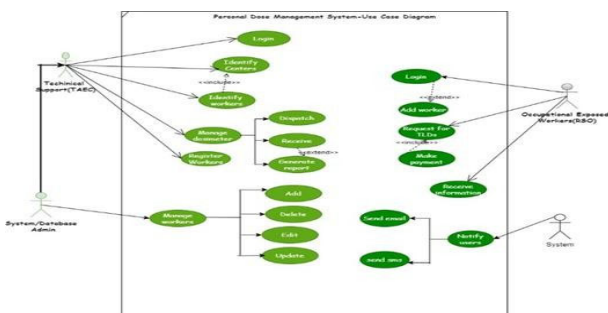 Personal Dose Management System-Use Case Diagram
Login
Identify
Centers
<<include>>
Identify
workers
Techinical
Support(TAEC)
Manage
dosimeter
Dispatch
Receive
<<extend>>
Generate
report
Register
Workers
System/Database
Admin
Manage
workers
Add
Delete
Edit
Update
Login
<<extend>>
Add worker
Request for
TLDs
<<include>>
Make
payment
Receive
information
Occupational Exposed
Workers(RSO)
Send email
send sms
Notify
users
System